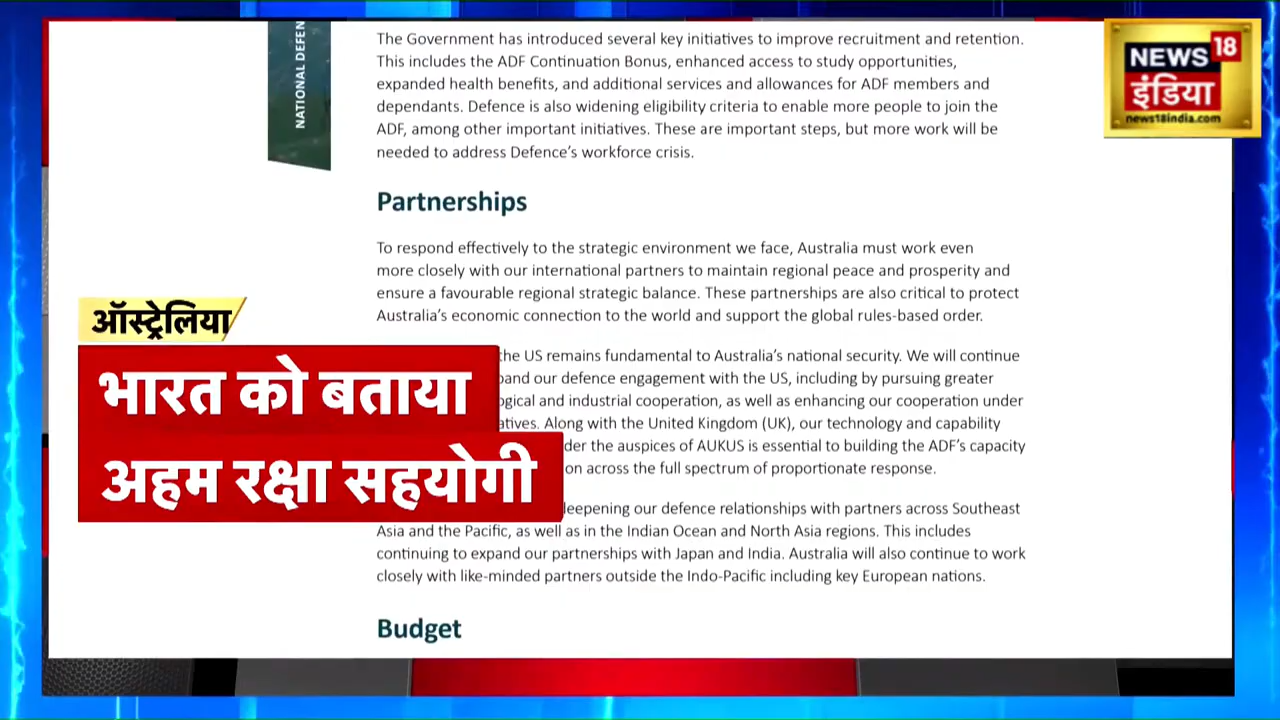 NATIONAL DEFEN
The Government has introduced several key initiatives to improve recruitment and retention.
This includes the ADF Continuation Bonus, enhanced access to study opportunities,
expanded health benefits, and additional services and allowances for ADF members and
dependants. Defence is also widening eligibility criteria to enable more people to join the
ADF, among other important initiatives. These are important steps, but more work will be
needed to address Defence's workforce crisis.
NEWS 18
इंडिया
news18india.com
Partnerships
To respond effectively to the strategic environment we face, Australia must work even
more closely with our international partners to maintain regional peace and prosperity and
ensure a favourable regional strategic balance. These partnerships are also critical to protect
Australia's economic connection to the world and support the global rules-based order.
ऑस्ट्रेलिया
भारत को बताया
अहम रक्षा सहयोगी
the US remains fundamental to Australia's national security. We will continue
and our defence engagement with the US, including by pursuing greater
gical and industrial cooperation, as well as enhancing our cooperation under
atives. Along with the United Kingdom (UK), our technology and capability
der the auspices of AUKUS is essential to building the ADF's capacity
on across the full spectrum of proportionate response.
deepening our defence relationships with partners across Southeast
Asia and the Pacific, as well as in the Indian Ocean and North Asia regions. This includes
continuing to expand our partnerships with Japan and India. Australia will also continue to work
closely with like-minded partners outside the Indo-Pacific including key European nations.
Budget